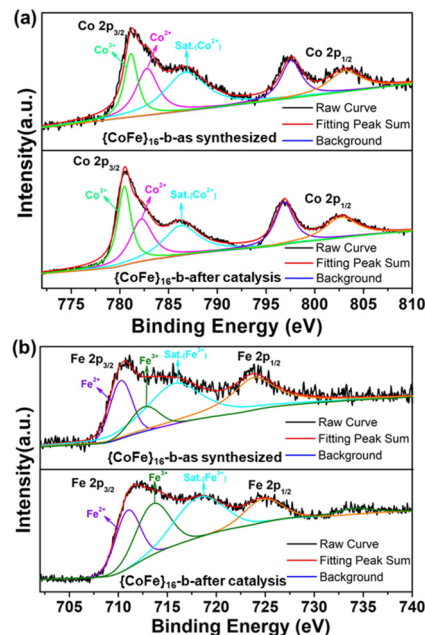 (a)
Co 2p3/2
Co 2p1/2
Co3+
Co2+
Sat.(Co2+)
{CoFe}16-b-as synthesized
Raw Curve
Fitting Peak Sum
Background
Co 2p3/2
Co 2p1/2
Co3+
Co2+
Sat.(Co2+)
{CoFe}16-b-after catalysis
Raw Curve
Fitting Peak Sum
Background
Intensity(a.u.)
775 780 785 790 795 800 805 810
Binding Energy (eV)
(b)
Fe 2p3/2
Fe 2p1/2
Fe2+
Fe3+
Sat.(Fe3+)
{CoFe}16-b-as synthesized
Raw Curve
Fitting Peak Sum
Background
Fe 2p3/2
Fe 2p1/2
Fe2+
Fe3+
Sat.(Fe3+)
{CoFe}16-b-after catalysis
Raw Curve
Fitting Peak Sum
Background
Intensity(a.u.)
705 710 715 720 725 730 735 740
Binding Energy (eV)